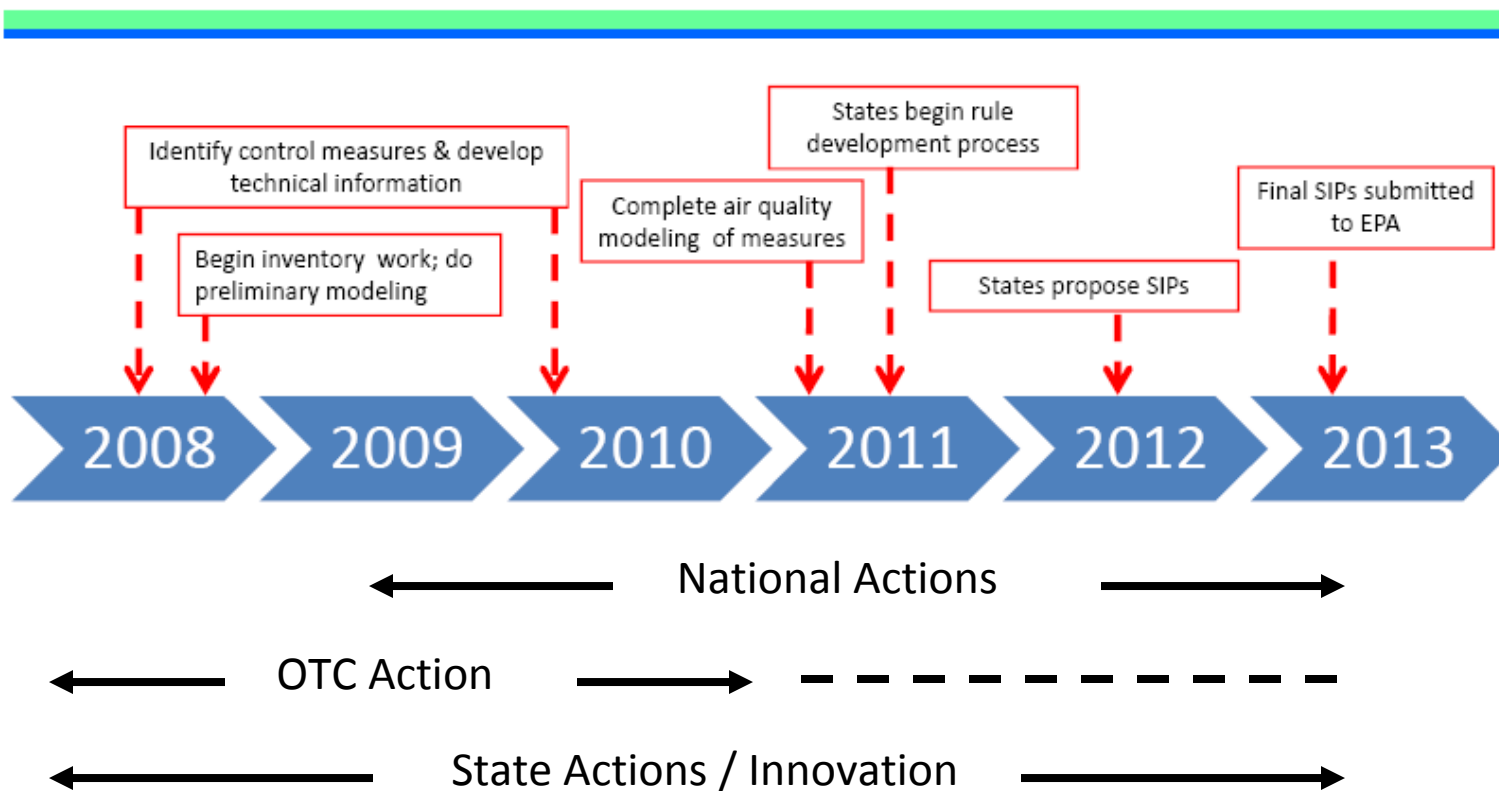 States begin rule
development process
Identify control measures & develop
technical information
Complete air quality
modeling of measures
Final SIPs submitted
to EPA
Begin inventory work; do
preliminary modeling
States propose SIPs
2008
2009
2010
2011
2012
2013
National Actions
OTC Action
State Actions / Innovation